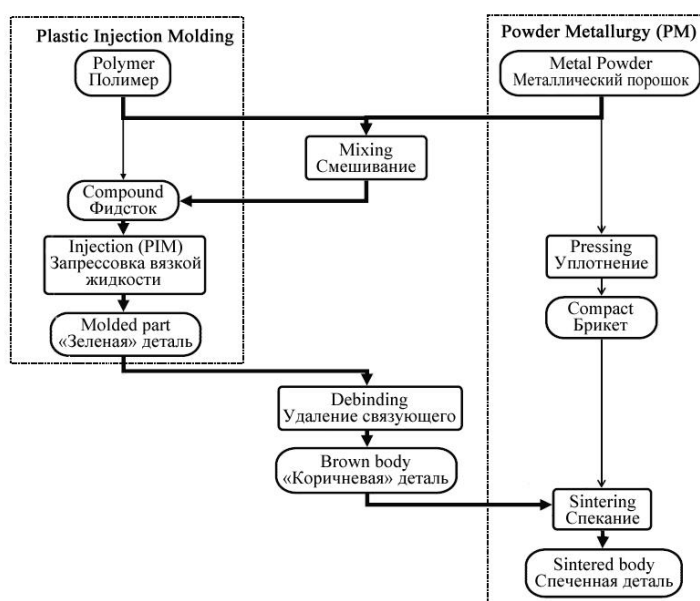 Plastic Injection Molding
Powder Metallurgy (PM)
Polymer
Полимер
Metal Powder
Металлический порошок
Mixing
Смешивание
Compound
Фидсток
Injection (PIM)
Запрессовка вязкой
жидкости
Pressing
Уплотнение
Molded part
«Зеленая» деталь
Compact
Брикет
Debinding
Удаление связующего
Brown body
«Коричневая» деталь
Sintering
Спекание
Sintered body
Спеченная деталь